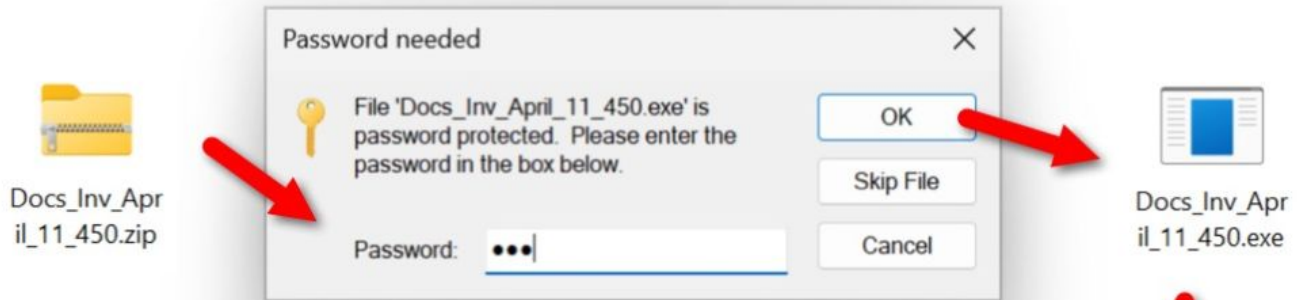 Password needed
File 'Docs_Inv_April_11_450.exe' is
password protected. Please enter the
password in the box below.
OK
Skip File
Password:
Cancel
Docs_Inv_Apr
il_11_450.zip
Docs_Inv_Apr
il_11_450.exe